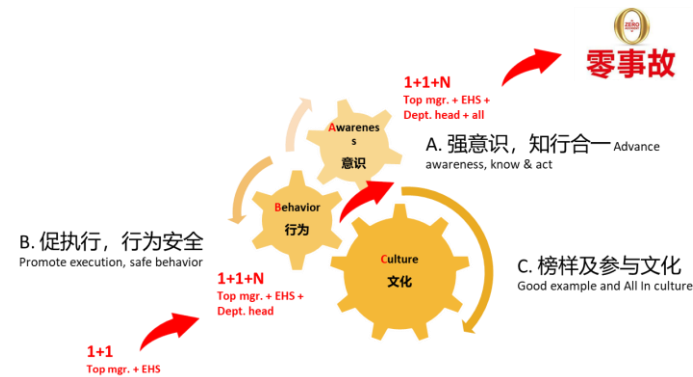 ZERO
零事故
1+1+N
Top mgr. + EHS +
Dept. head + all
Awarenes
s
意识
A. 强意识，知行合一 Advance
awareness, know & act
Behavior
行为
B. 促执行，行为安全
Promote execution, safe behavior
Culture
文化
C. 榜样及参与文化
Good example and All In culture
1+1+N
Top mgr. + EHS +
Dept. head
1+1
Top mgr. + EHS